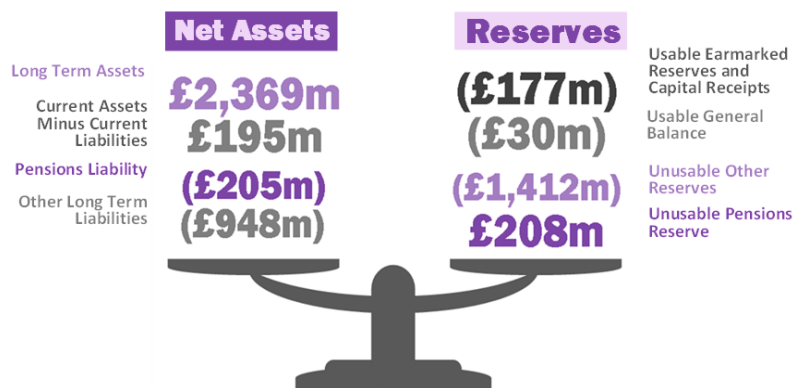 Net Assets
Long Term Assets
£2,369m
Current Assets
Minus Current
Liabilities
£195m
Pensions Liability
(£205m)
Other Long Term
Liabilities
(£948m)
Reserves
(£177m)
Usable Earmarked
Reserves and
Capital Receipts
(£30m)
Usable General
Balance
(£1,412m)
Unusable Other
Reserves
£208m
Unusable Pensions
Reserve